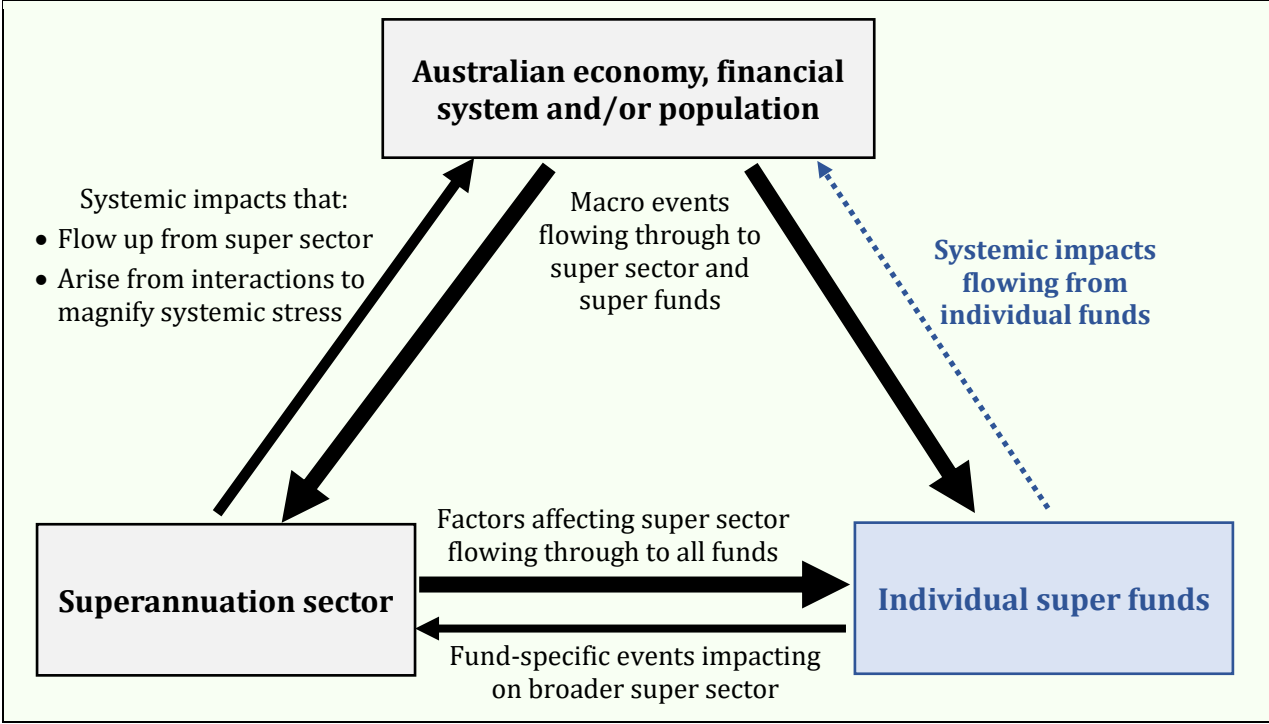 Australian economy, financial
system and/or population
Systemic impacts that:
• Flow up from super sector
• Arise from interactions to
magnify systemic stress
Macro events
flowing through to
super sector and
super funds
Systemic impacts
flowing from
individual funds
Factors affecting super sector
flowing through to all funds
Superannuation sector
Individual super funds
Fund-specific events impacting
on broader super sector